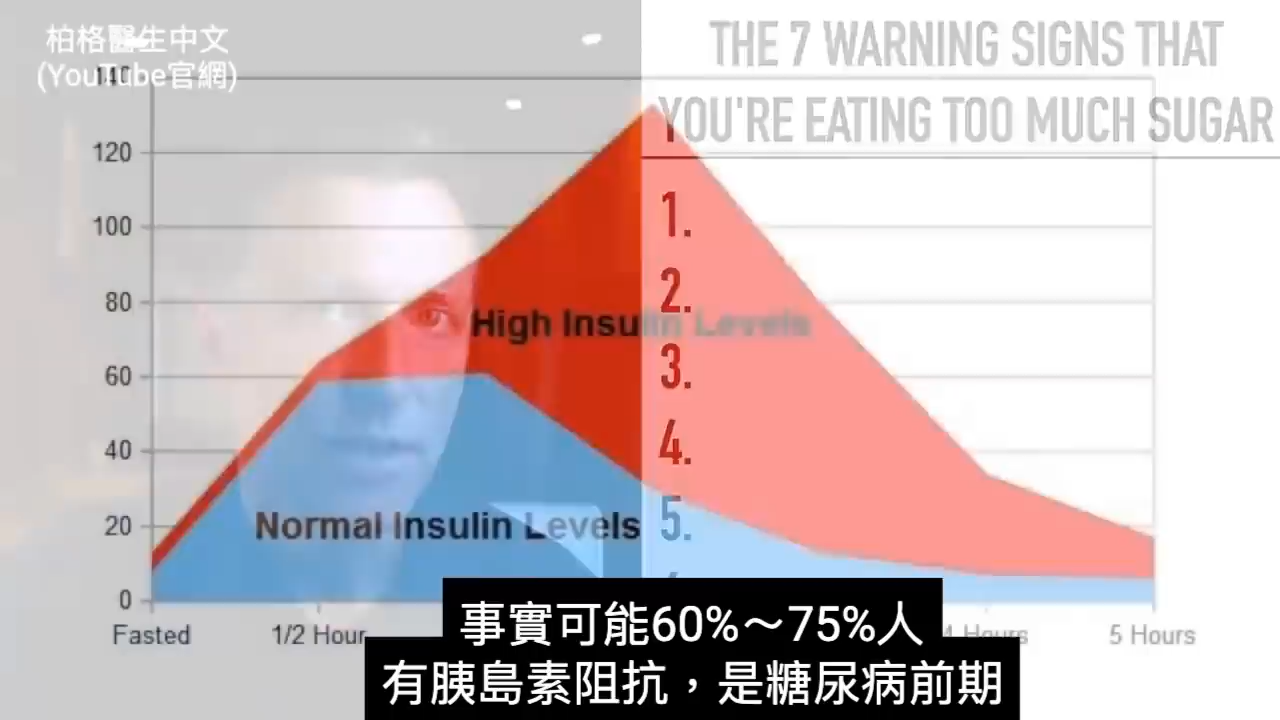 柏格醫生中文
(YouTube官網)
THE 7 WARNING SIGNS THAT
YOU'RE EATING TOO MUCH SUGAR
140
120
100
80
60
40
20
0
1.
2.
3.
4.
5.
High Insulin Levels
Normal Insulin Levels
Fasted
1/2 Hour
4 Hours
5 Hours
事實可能60%～75%人
有胰島素阻抗，是糖尿病前期